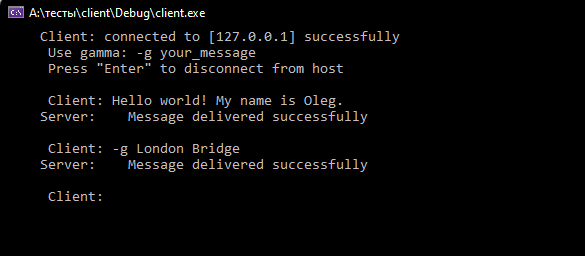 A:\тесты\client\Debug\client.exe
Client: connected to [127.0.0.1] successfully
Use gamma: -g your_message
Press "Enter" to disconnect from host
Client: Hello world! My name is Oleg.
Server:    Message delivered successfully
Client: -g London Bridge
Server:    Message delivered successfully
Client: